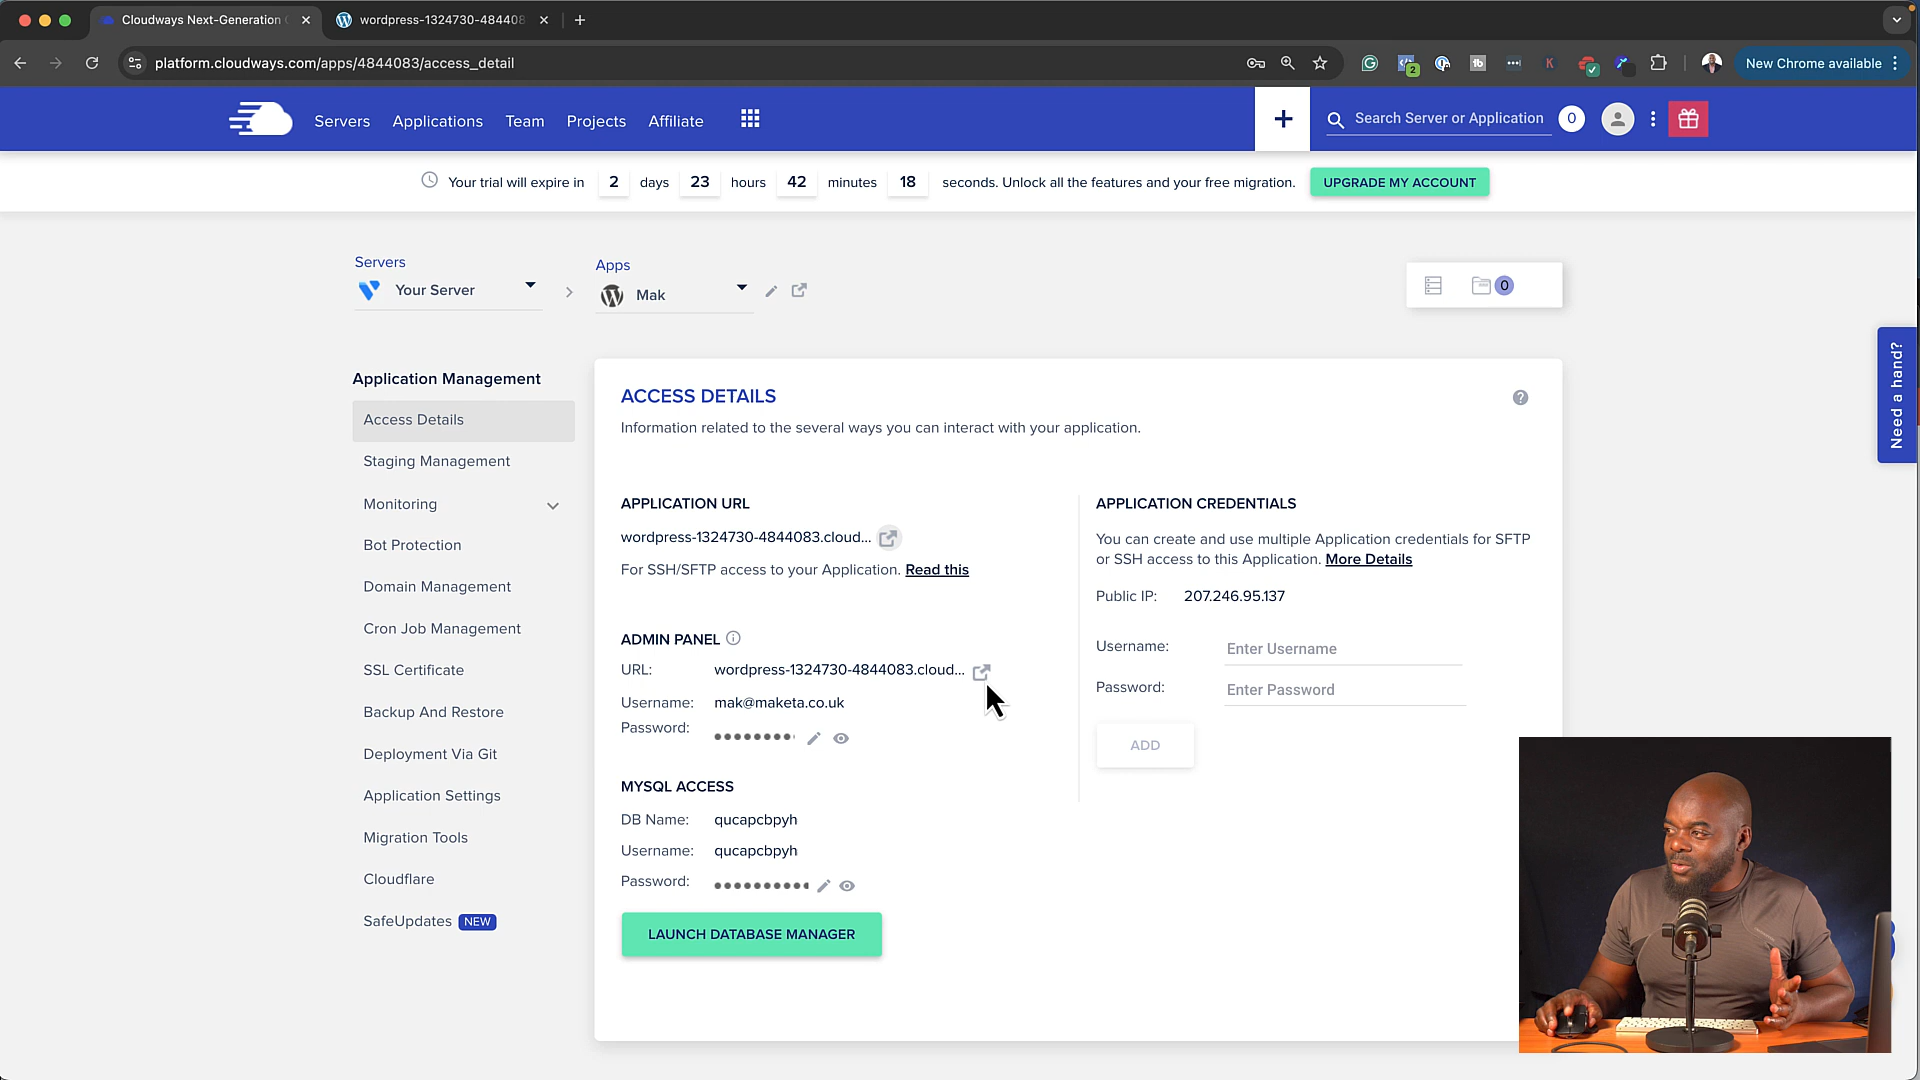 Cloudways Next-Generation
wordpress-1324730-48440
platform.cloudways.com/apps/4844083/access_detail
2
New Chrome available
Servers
Applications
Team
Projects
Affiliate
Search Server or Application
0
Your trial will expire in 2 days 23 hours 42 minutes 18 seconds. Unlock all the features and your free migration.
UPGRADE MY ACCOUNT
Servers
Your Server
Apps
Mak
0
Need a hand?
Application Management
Access Details
Staging Management
Monitoring
Bot Protection
Domain Management
Cron Job Management
SSL Certificate
Backup And Restore
Deployment Via Git
Application Settings
Migration Tools
Cloudflare
SafeUpdates NEW
ACCESS DETAILS
Information related to the several ways you can interact with your application.
APPLICATION URL
wordpress-1324730-4844083.cloud...
For SSH/SFTP access to your Application. Read this
ADMIN PANEL
URL: wordpress-1324730-4844083.cloud...
Username: mak@maketa.co.uk
Password:
MYSQL ACCESS
DB Name: qucapcbpyh
Username: qucapcbpyh
Password:
LAUNCH DATABASE MANAGER
APPLICATION CREDENTIALS
You can create and use multiple Application credentials for SFTP
or SSH access to this Application. More Details
Public IP: 207.246.95.137
Username: Enter Username
Password: Enter Password
ADD